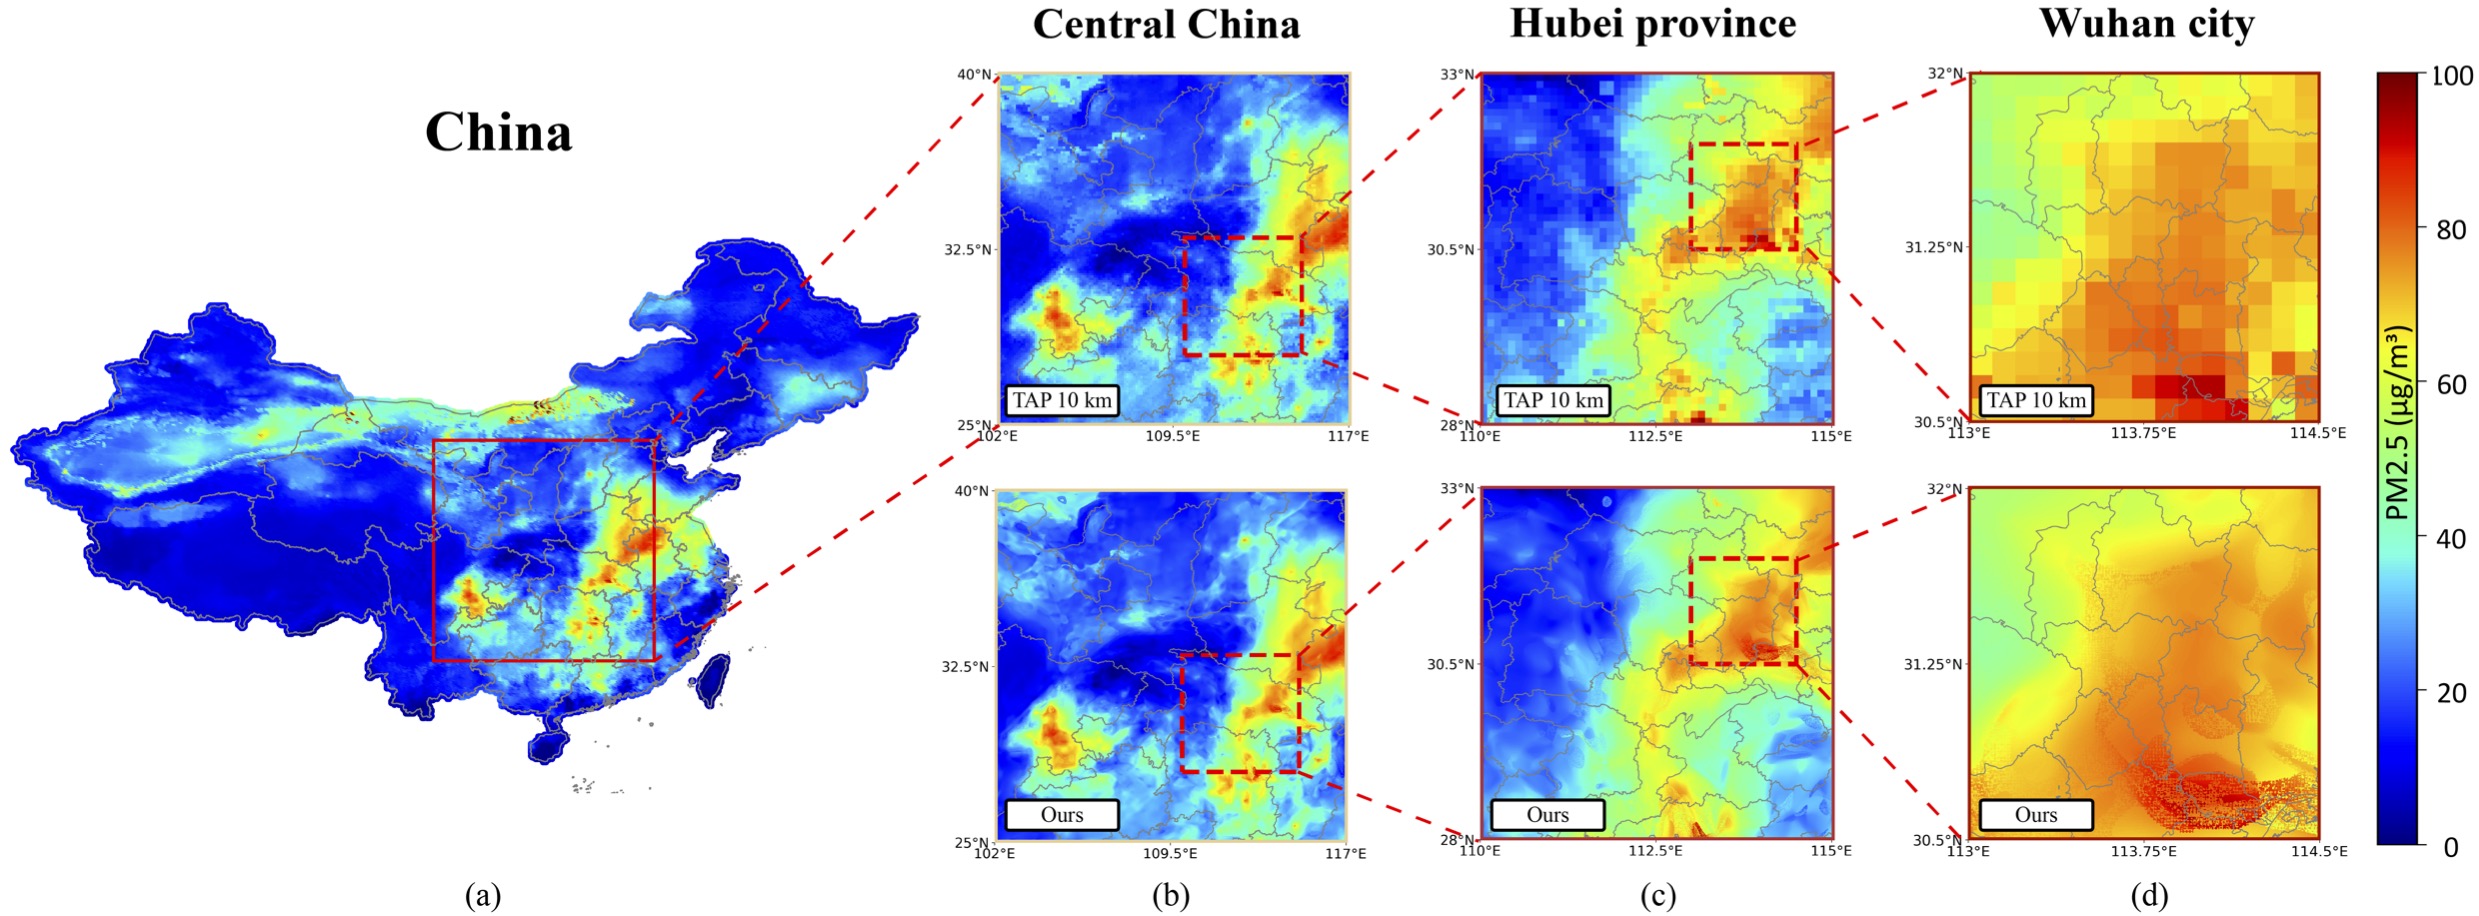 China
Central China
Hubei province
Wuhan city
40°N
32.5°N
25°N
102°E
109.5°E
117°E
TAP 10 km
33°N
30.5°N
28°N
110°E
112.5°E
115°E
TAP 10 km
32°N
31.25°N
30.5°N
113°E
113.75°E
114.5°E
TAP 10 km
40°N
32.5°N
25°N
102°E
109.5°E
117°E
Ours
33°N
30.5°N
28°N
110°E
112.5°E
115°E
Ours
32°N
31.25°N
30.5°N
113°E
113.75°E
114.5°E
Ours
100
80
60
40
20
0
PM2.5 (μg/m³)
(a)
(b)
(c)
(d)